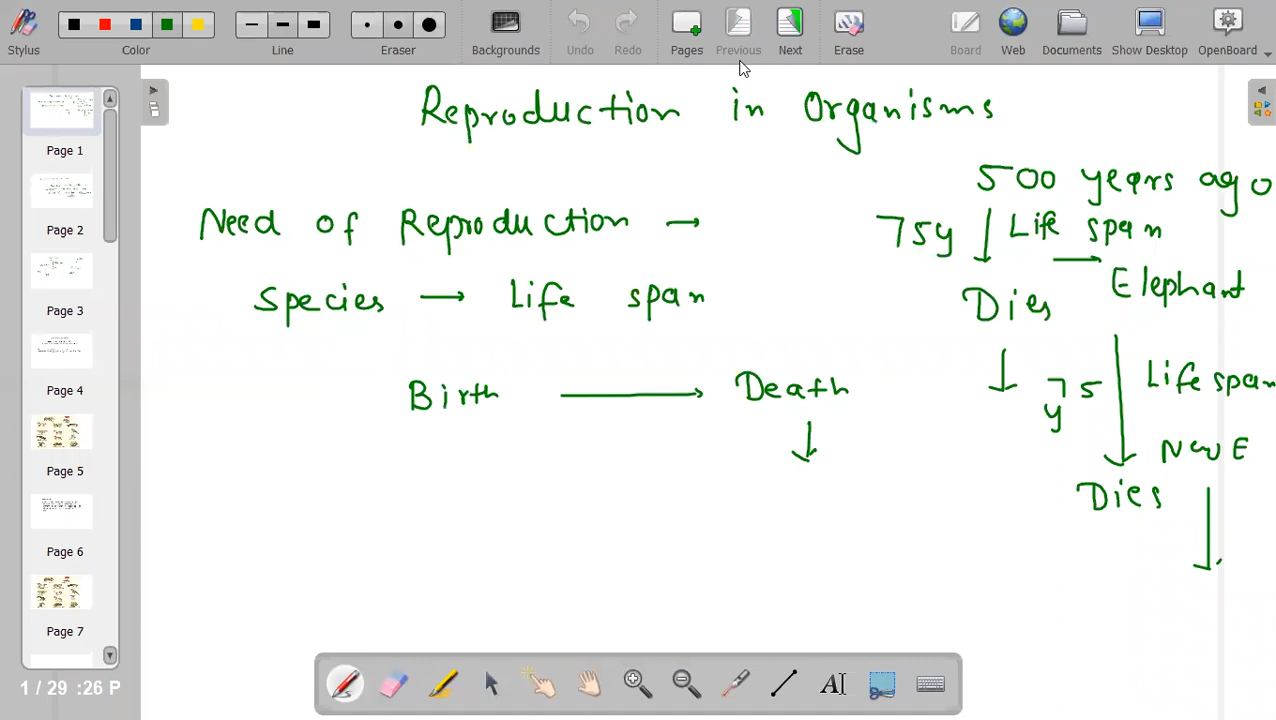 Stylus
Color
Line
Eraser
Backgrounds
Undo
Redo
Pages
Previous
Next
Erase
Board
Web
Documents
Show Desktop
OpenBoard
Page 1
Page 2
Page 3
Page 4
Page 5
Page 6
Page 7
1 / 29 :26 P
Reproduction in Organisms
500 years ago
Need of Reproduction →
75y ↓ Life span
→ Elephant
Species → Life span
Dies
↓
Birth → Death
↓
75 y ↓ Life span
New E
Dies
↓
AI